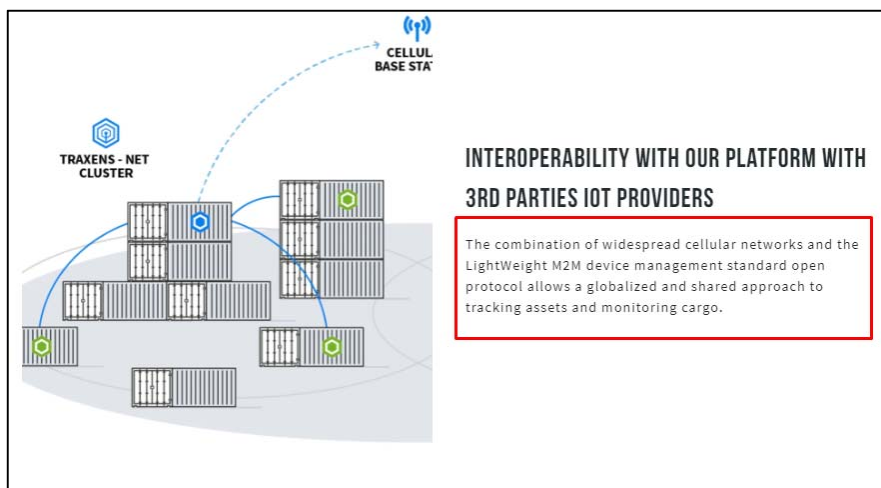 CELLUL
BASE STAT
TRAXENS - NET
CLUSTER
INTEROPERABILITY WITH OUR PLATFORM WITH
3RD PARTIES IOT PROVIDERS
The combination of widespread cellular networks and the
LightWeight M2M device management standard open
protocol allows a globalized and shared approach to
tracking assets and monitoring cargo.